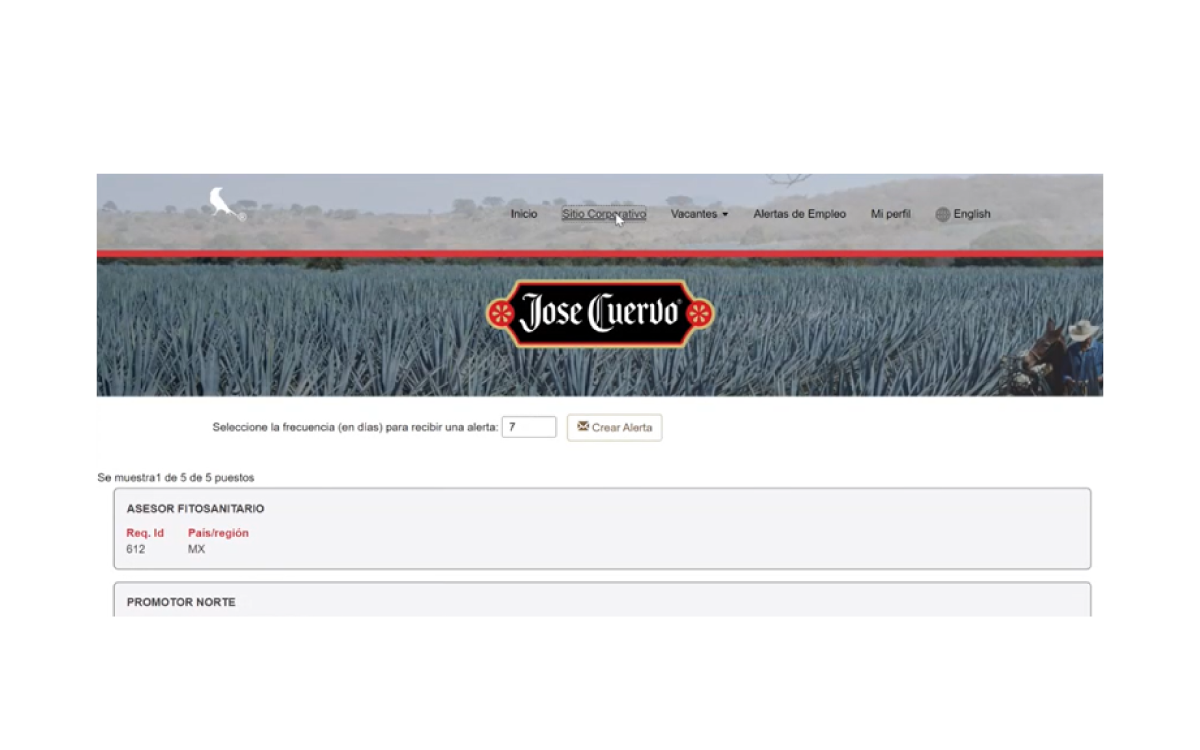 Inicio Sitio Corporativo Vacantes Alertas de Empleo Mi perfil English
Jose Cuervo®
Seleccione la frecuencia (en días) para recibir una alerta: 7 Crear Alerta
Se muestra1 de 5 de 5 puestos
ASESOR FITOSANITARIO
Req. Id País/región
612 MX
PROMOTOR NORTE